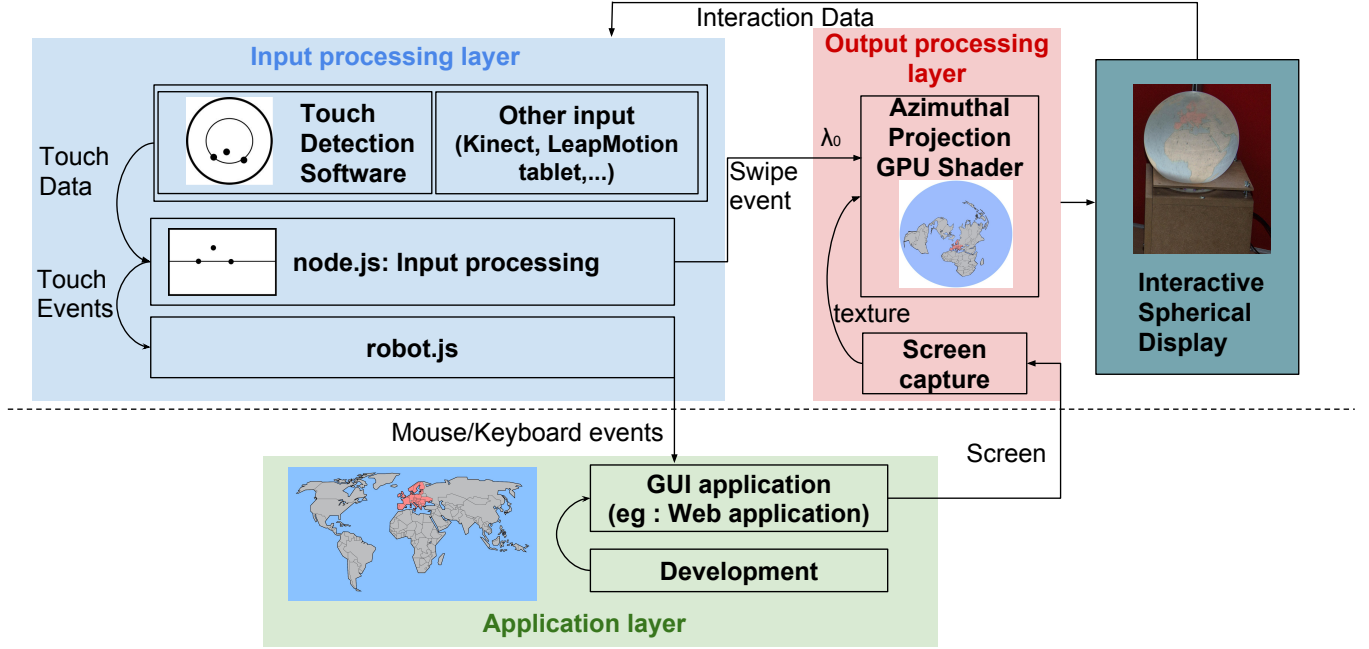 Interaction Data
Input processing layer
Touch
Detection
Software
Other input
(Kinect, LeapMotion
tablet,...)
Touch
Data
node.js: Input processing
Touch
Events
robot.js
Swipe
event
λ₀
Output processing
layer
Azimuthal
Projection
GPU Shader
texture
Screen
capture
Interactive
Spherical
Display
Mouse/Keyboard events
Screen
GUI application
(eg : Web application)
Development
Application layer